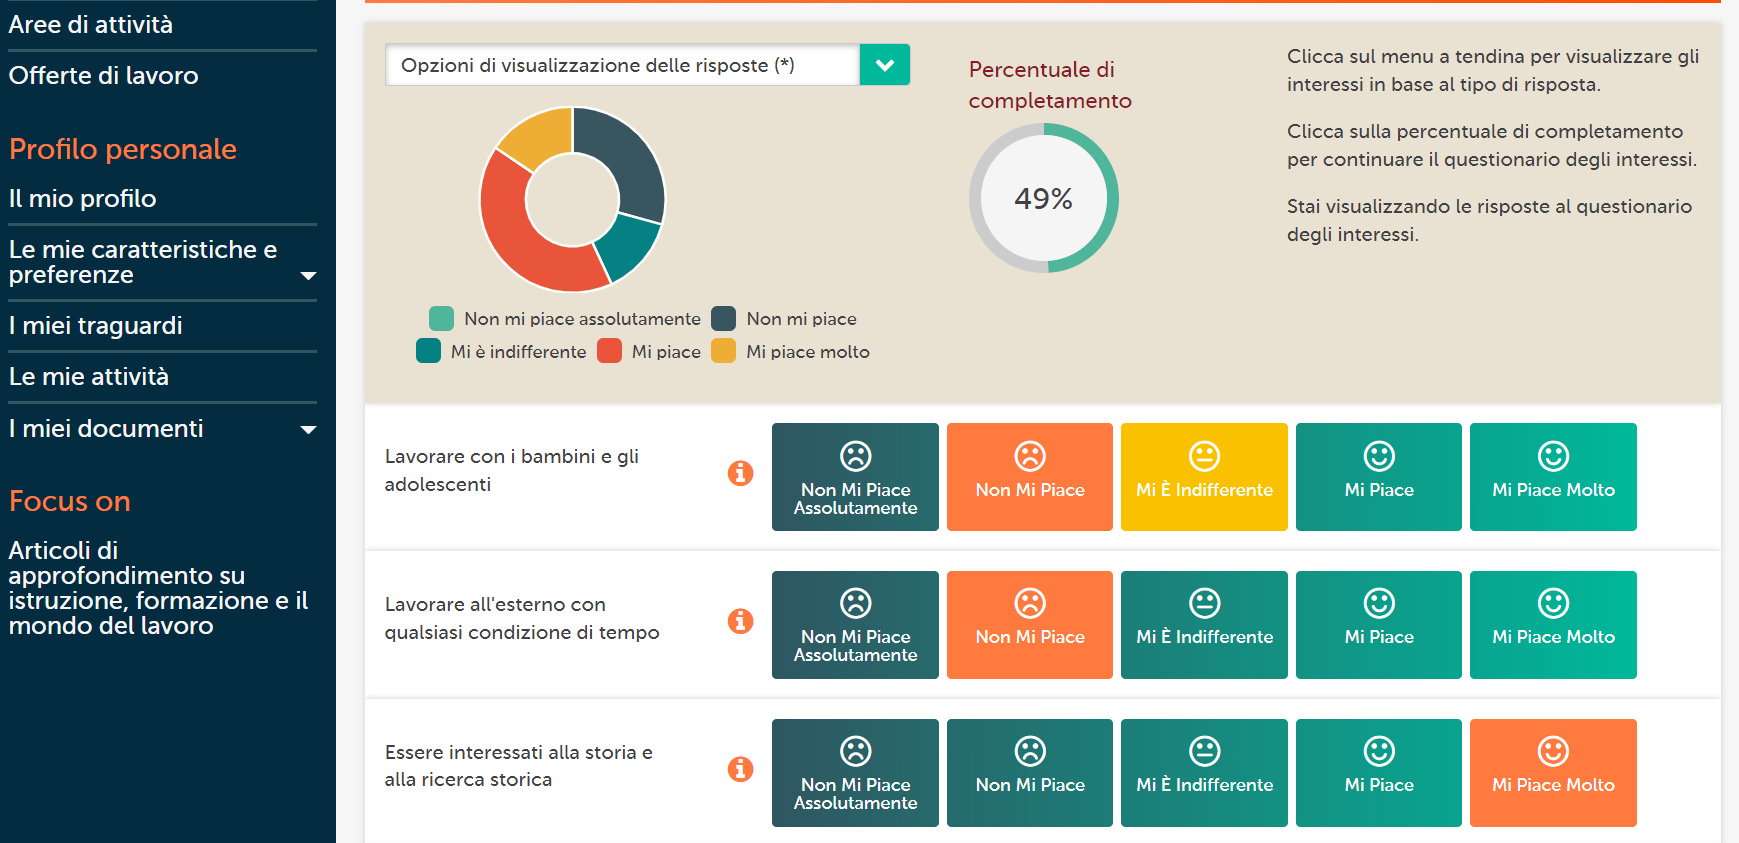 Aree di attività
Offerte di lavoro
Profilo personale
Il mio profilo
Le mie caratteristiche e
preferenze
I miei traguardi
Le mie attività
I miei documenti
Focus on
Articoli di
approfondimento su
istruzione, formazione e il
mondo del lavoro
Opzioni di visualizzazione delle risposte (*)
Non mi piace assolutamente
Non mi piace
Mi è indifferente
Mi piace
Mi piace molto
Percentuale di
completamento
49%
Clicca sul menu a tendina per visualizzare gli
interessi in base al tipo di risposta.
Clicca sulla percentuale di completamento
per continuare il questionario degli interessi.
Stai visualizzando le risposte al questionario
degli interessi.
Lavorare con i bambini e gli
adolescenti
Non Mi Piace
Assolutamente
Non Mi Piace
Mi È Indifferente
Mi Piace
Mi Piace Molto
Lavorare all'esterno con
qualsiasi condizione di tempo
Non Mi Piace
Assolutamente
Non Mi Piace
Mi È Indifferente
Mi Piace
Mi Piace Molto
Essere interessati alla storia e
alla ricerca storica
Non Mi Piace
Assolutamente
Non Mi Piace
Mi È Indifferente
Mi Piace
Mi Piace Molto